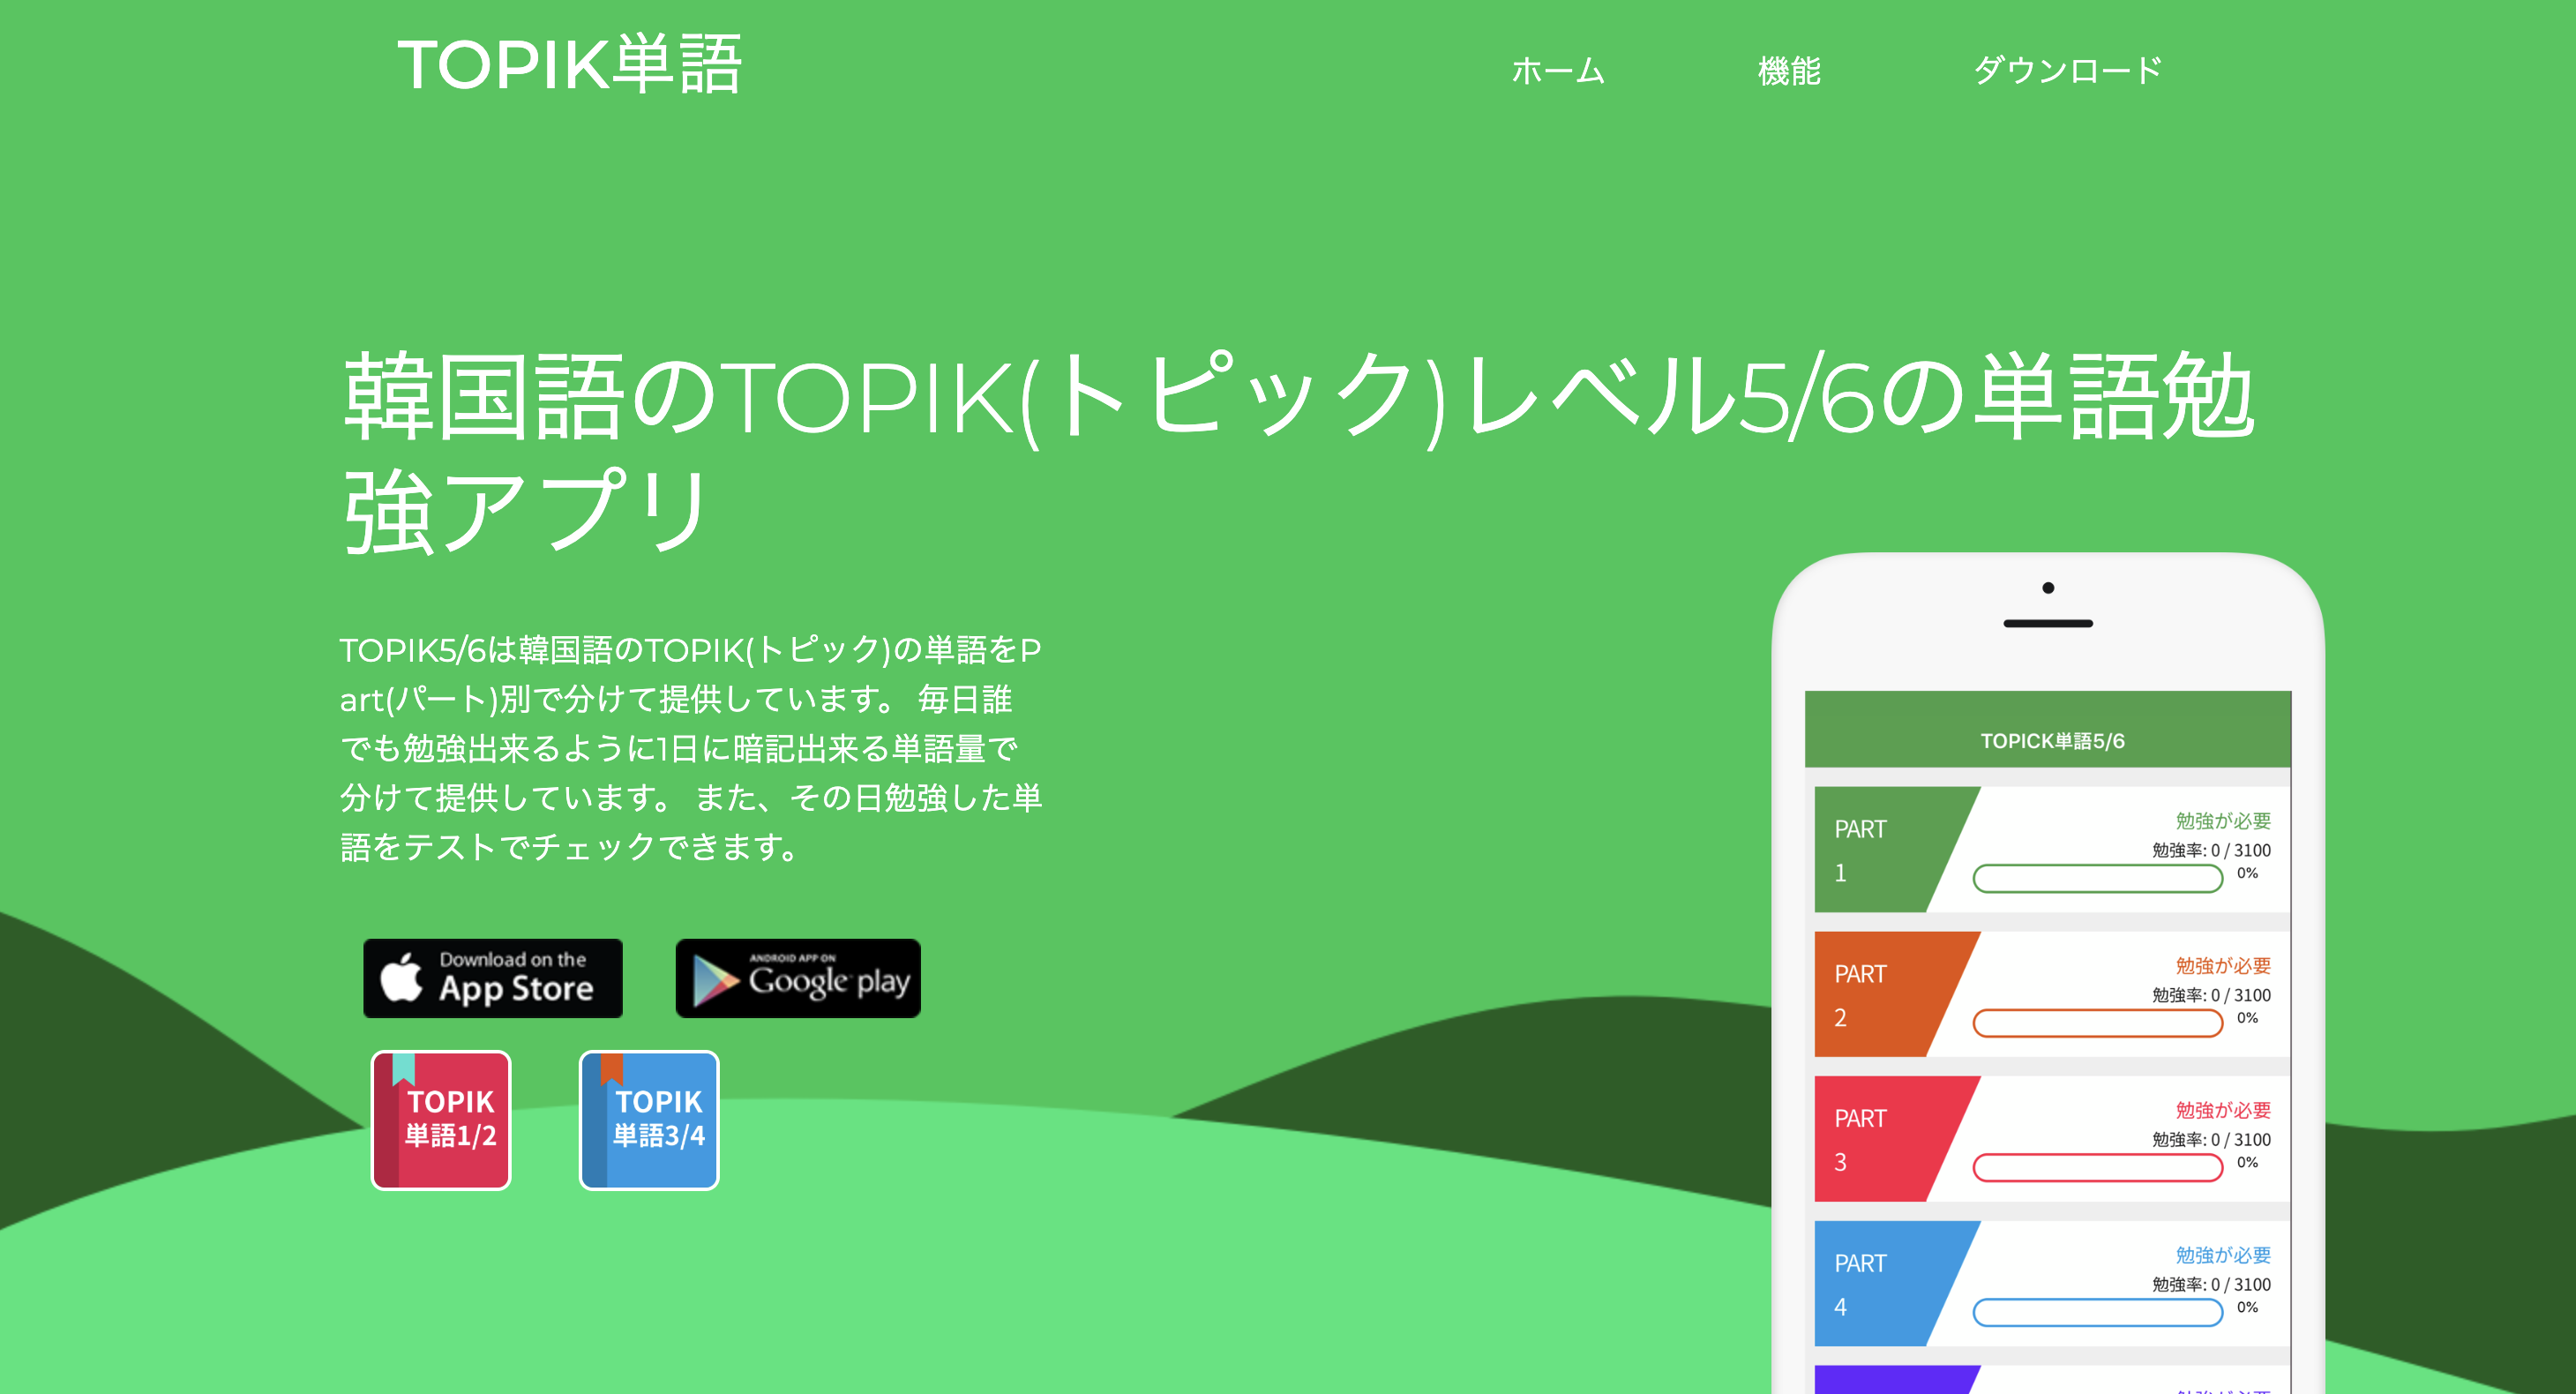 TOPIK単語
ホーム 機能 ダウンロード
韓国語のTOPIK(トピック)レベル5/6の単語勉
強アプリ
TOPIK5/6は韓国語のTOPIK(トピック)の単語をP
art(パート)別で分けて提供しています。 毎日誰
でも勉強出来るように1日に暗記出来る単語量で
分けて提供しています。 また、その日勉強した単
語をテストでチェックできます。
Download on the
App Store
ANDROID APP ON
Google play
TOPIK
単語1/2
TOPIK
単語3/4
TOPICK単語5/6
PART
1
勉強が必要
勉強率: 0 / 3100
0%
PART
2
勉強が必要
勉強率: 0 / 3100
0%
PART
3
勉強が必要
勉強率: 0 / 3100
0%
PART
4
勉強が必要
勉強率: 0 / 3100
0%